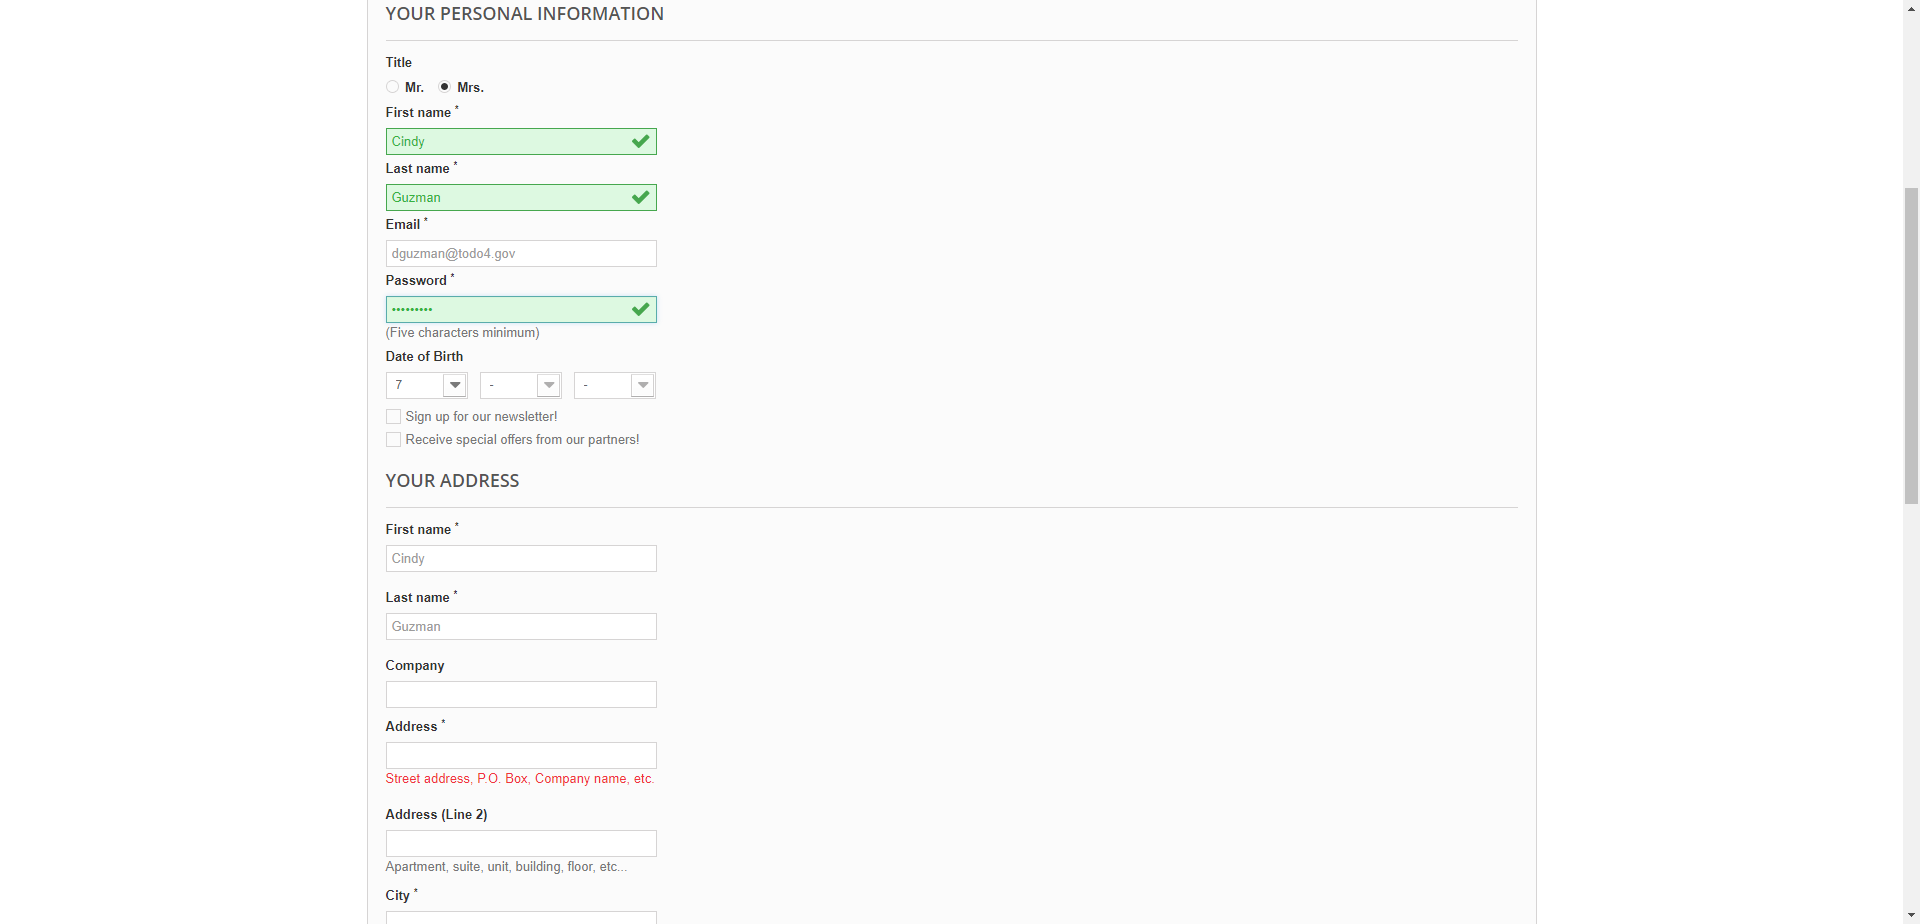 YOUR PERSONAL INFORMATION
Title
Mr. Mrs.
First name *
Cindy
Last name *
Guzman
Email *
dguzman@todo4.gov
Password *
•••••••••
(Five characters minimum)
Date of Birth
7 - -
Sign up for our newsletter!
Receive special offers from our partners!
YOUR ADDRESS
First name *
Cindy
Last name *
Guzman
Company
Address *
Street address, P.O. Box, Company name, etc.
Address (Line 2)
Apartment, suite, unit, building, floor, etc...
City *